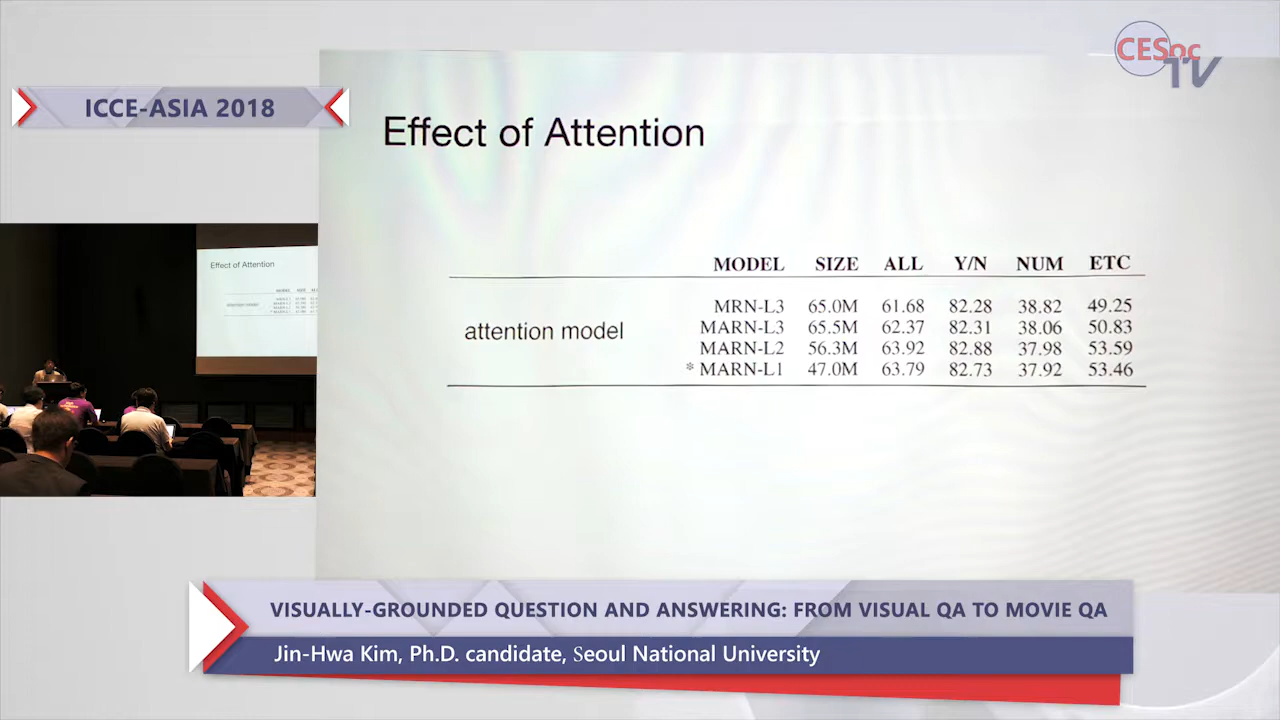 CESoc
TV
ICCE-ASIA 2018
Effect of Attention
MODEL SIZE ALL Y/N NUM ETC
attention model
MRN-L3 65.0M 61.68 82.28 38.82 49.25
MARN-L3 65.5M 62.37 82.31 38.06 50.83
MARN-L2 56.3M 63.92 82.88 37.98 53.59
* MARN-L1 47.0M 63.79 82.73 37.92 53.46
Effect of Attention
attention model
VISUALLY-GROUNDED QUESTION AND ANSWERING: FROM VISUAL QA TO MOVIE QA
Jin-Hwa Kim, Ph.D. candidate, Seoul National University